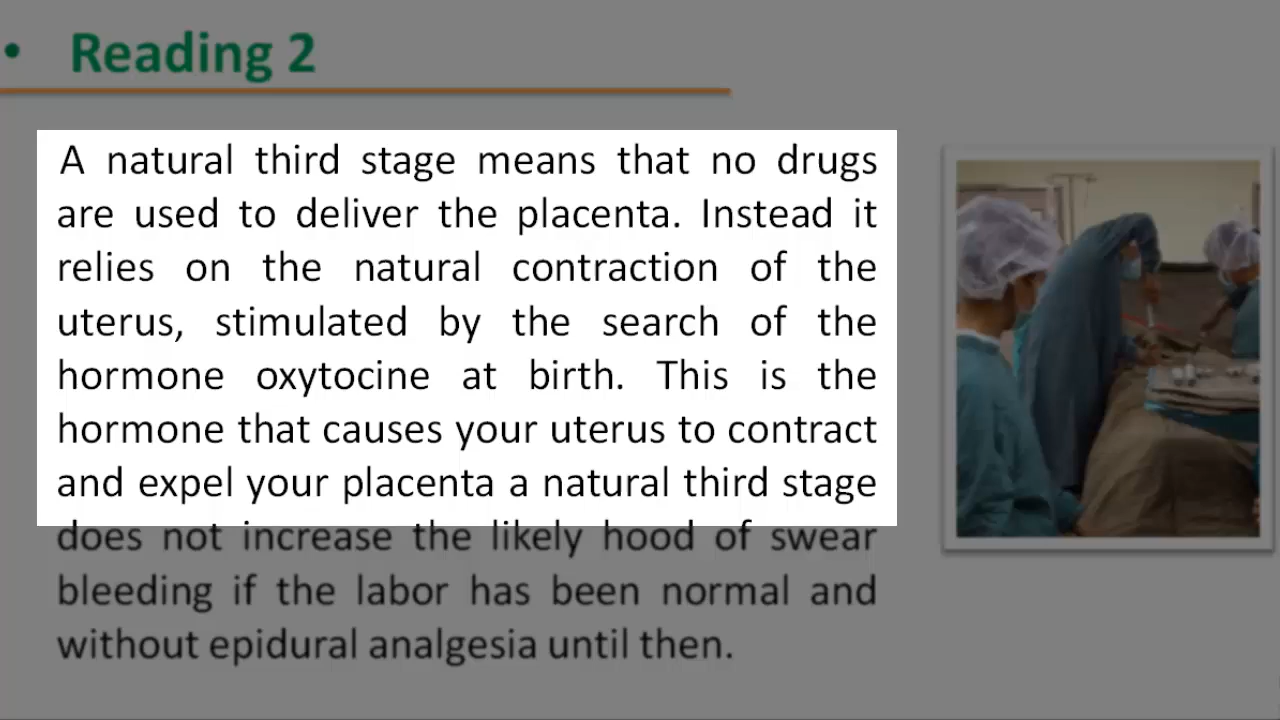 • Reading 2
A natural third stage means that no drugs
are used to deliver the placenta. Instead it
relies on the natural contraction of the
uterus, stimulated by the search of the
hormone oxytocine at birth. This is the
hormone that causes your uterus to contract
and expel your placenta a natural third stage
does not increase the likely hood of swear
bleeding if the labor has been normal and
without epidural analgesia until then.